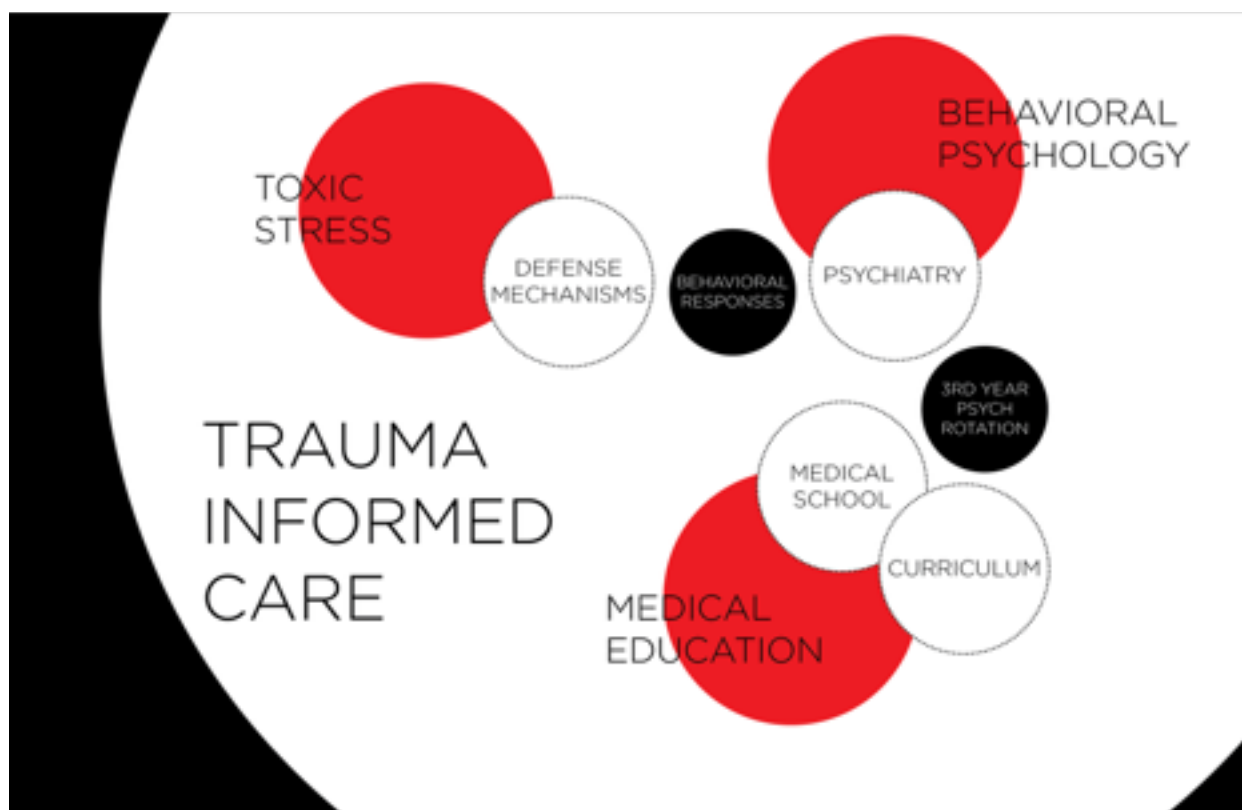 TOXIC
STRESS
DEFENSE
MECHANISMS
BEHAVIORAL
RESPONSES
BEHAVIORAL
PSYCHOLOGY
PSYCHIATRY
3RD YEAR
PSYCH
ROTATION
TRAUMA
INFORMED
CARE
MEDICAL
SCHOOL
CURRICULUM
MEDICAL
EDUCATION